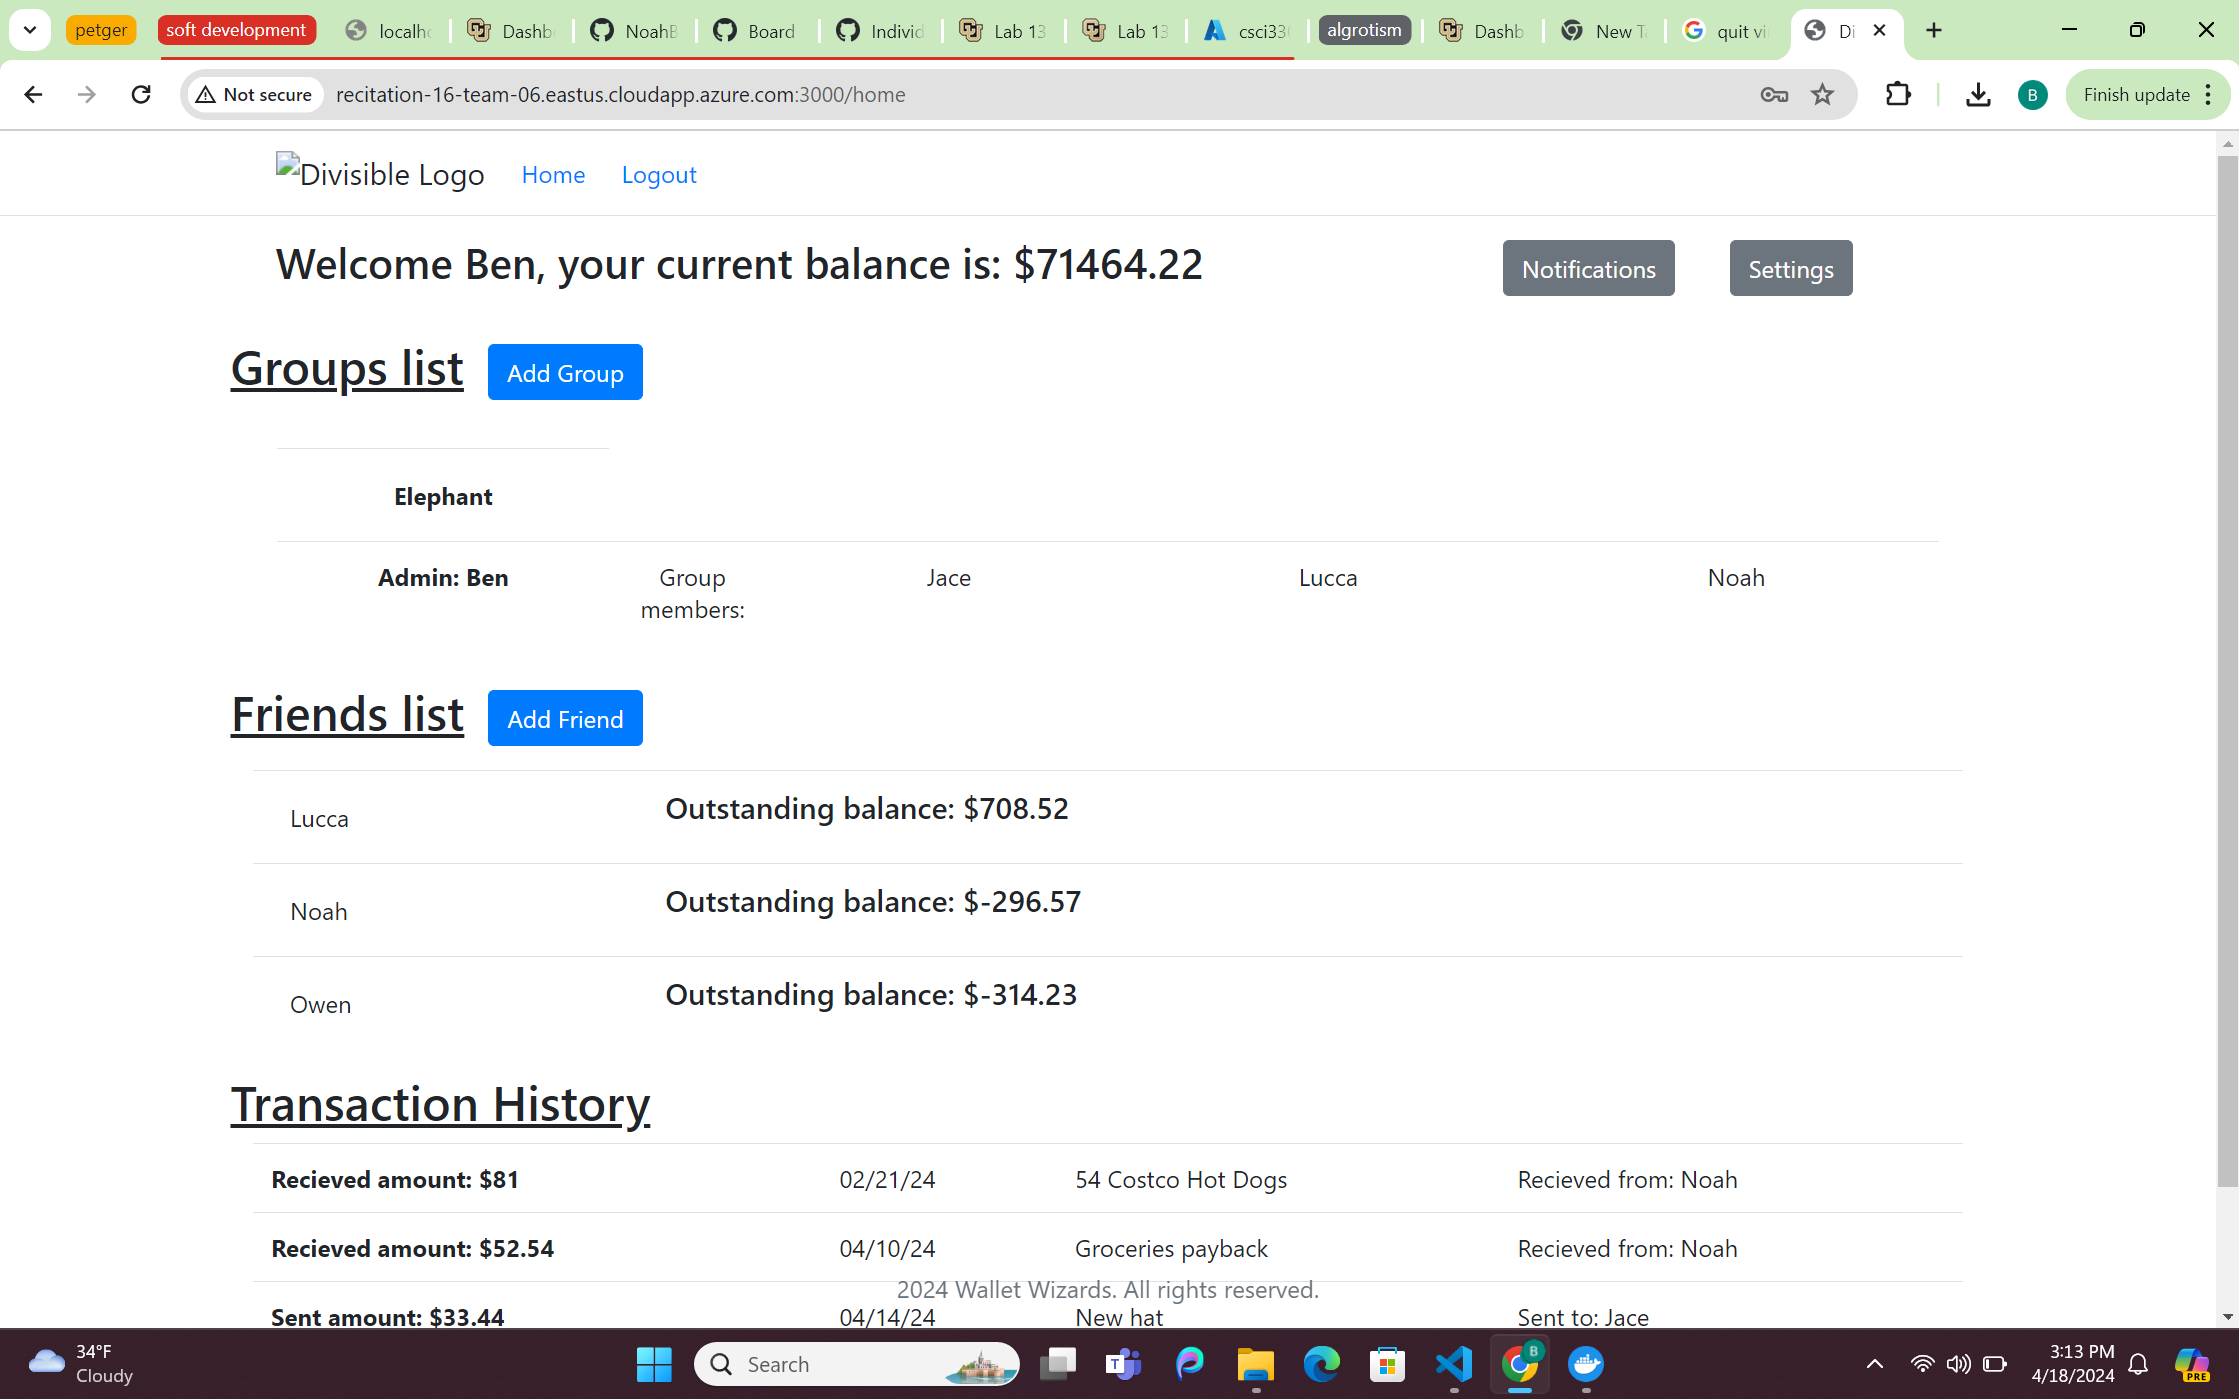 petger
soft development
localho
Dashb
NoahB
Board
Individ
Lab 13
Lab 13
csci33
algrotism
Dashb
New T
quit vi
Di
Not secure
recitation-16-team-06.eastus.cloudapp.azure.com:3000/home
B
Finish update
Divisible Logo
Home
Logout
Welcome Ben, your current balance is: $71464.22
Notifications
Settings
Groups list
Add Group
Elephant
Admin: Ben
Group
members:
Jace
Lucca
Noah
Friends list
Add Friend
Lucca
Outstanding balance: $708.52
Noah
Outstanding balance: $-296.57
Owen
Outstanding balance: $-314.23
Transaction History
Recieved amount: $81
02/21/24
54 Costco Hot Dogs
Recieved from: Noah
Recieved amount: $52.54
04/10/24
Groceries payback
Recieved from: Noah
2024 Wallet Wizards. All rights reserved.
Sent amount: $33.44
04/14/24
New hat
Sent to: Jace
34°F
Cloudy
Search
B
3:13 PM
4/18/2024
PRE